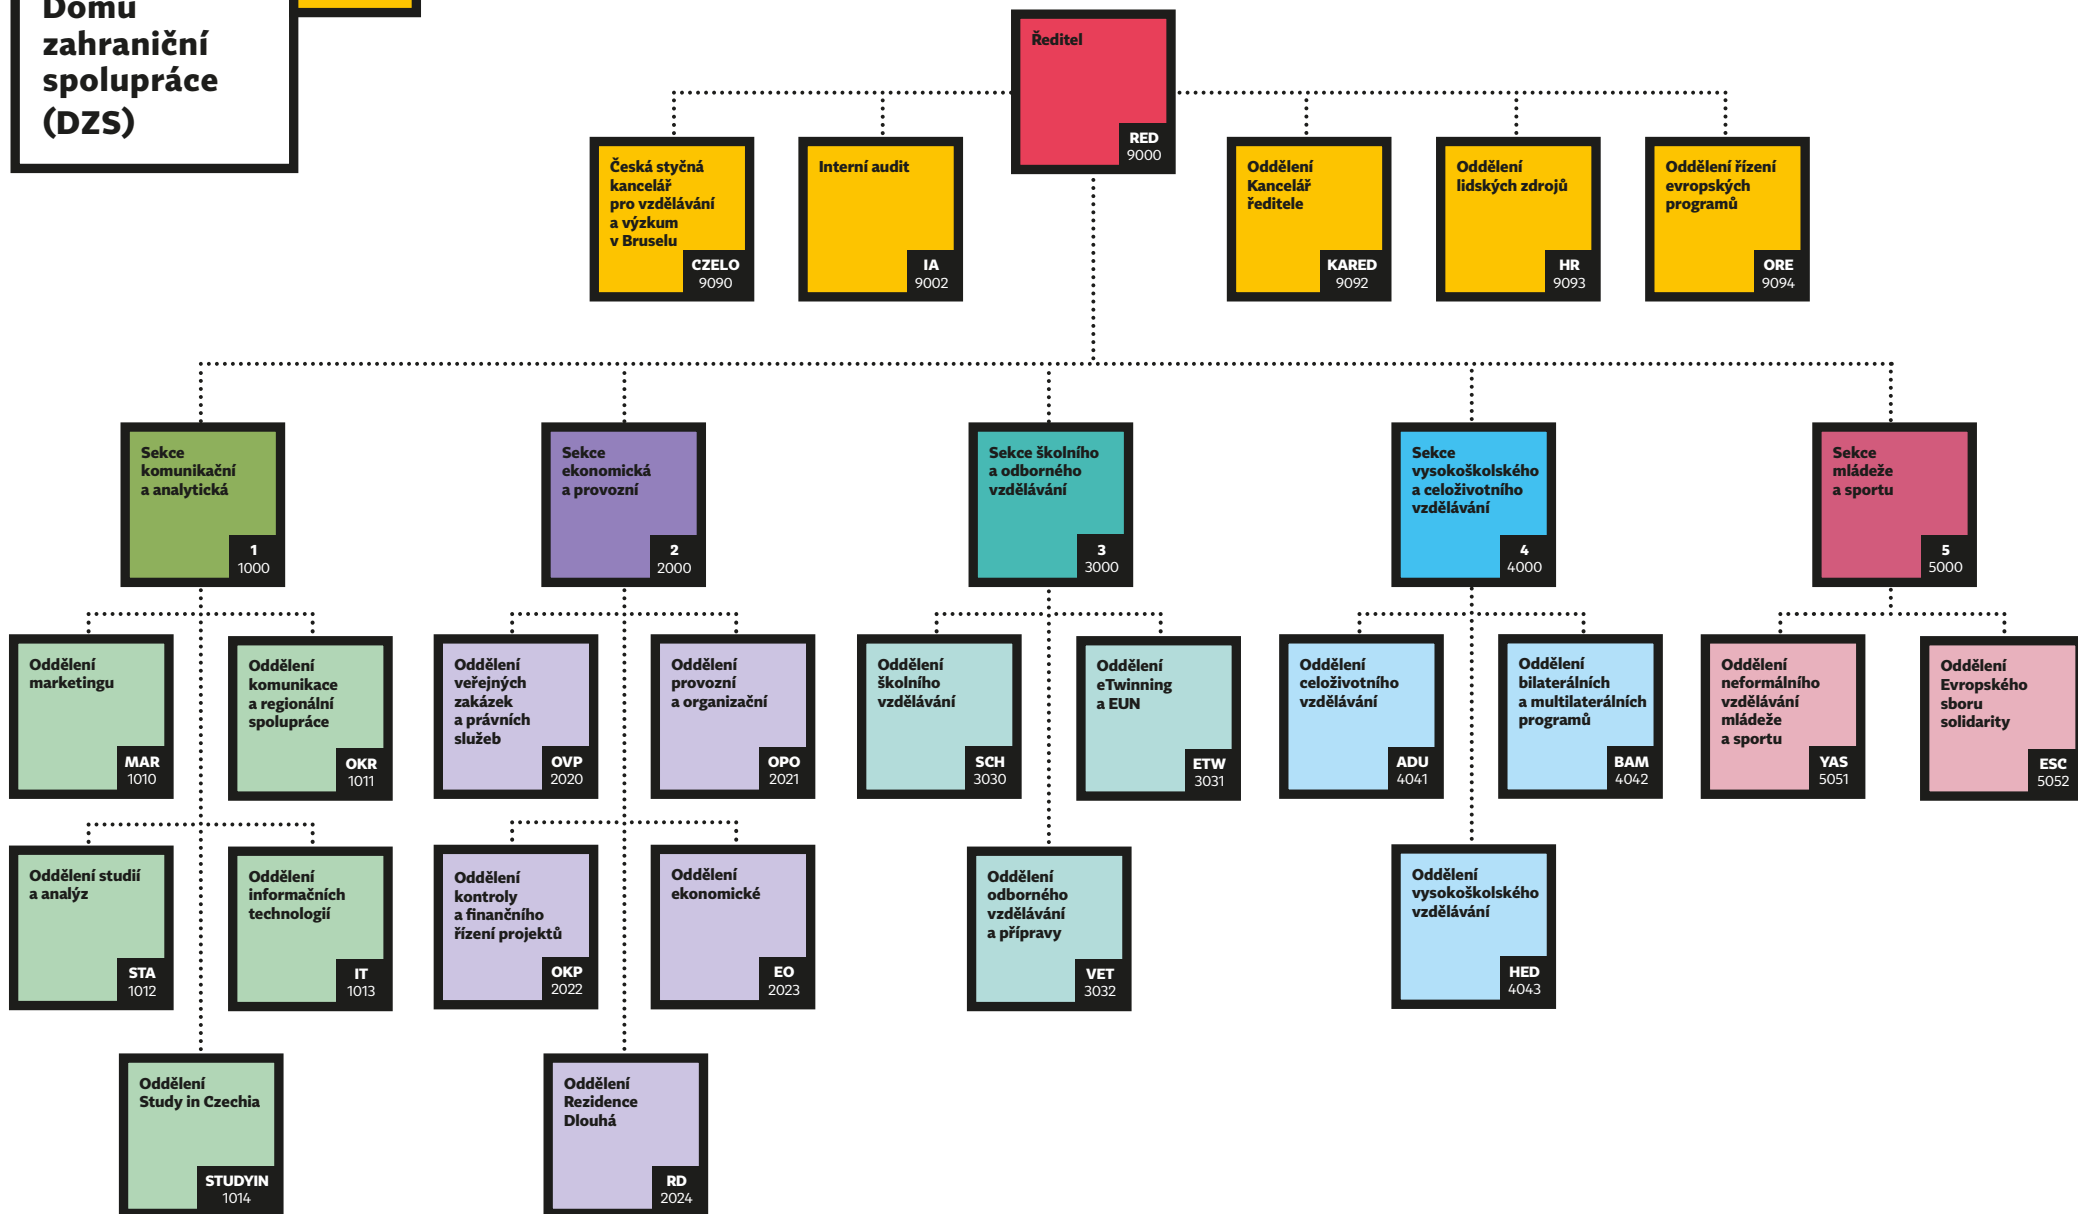 Domu
zahraniční
spolupráce
(DZS)
Ředitel
RED
9000
Česká styčná
kancelář
pro vzdělávání
a výzkum
v Bruselu
CZELO
9090
Interní audit
IA
9002
Oddělení
Kancelář
ředitele
KARED
9092
Oddělení
lidských zdrojů
HR
9093
Oddělení řízení
evropských
programů
ORE
9094
Sekce
komunikační
a analytická
1
1000
Sekce
ekonomická
a provozní
2
2000
Sekce školního
a odborného
vzdělávání
3
3000
Sekce
vysokoškolského
a celoživotního
vzdělávání
4
4000
Sekce
mládeže
a sportu
5
5000
Oddělení
marketingu
MAR
1010
Oddělení
komunikace
a regionální
spolupráce
OKR
1011
Oddělení
veřejných
zakázek
a právních
služeb
OVP
2020
Oddělení
provozní
a organizační
OPO
2021
Oddělení
školního
vzdělávání
SCH
3030
Oddělení
eTwinning
a EUN
ETW
3031
Oddělení
celoživotního
vzdělávání
ADU
4041
Oddělení
bilaterálních
a multilaterálních
programů
BAM
4042
Oddělení
neformálního
vzdělávání
mládeže
a sportu
YAS
5051
Oddělení
Evropského
sboru
solidarity
ESC
5052
Oddělení studií
a analýz
STA
1012
Oddělení
informačních
technologií
IT
1013
Oddělení
kontroly
a finančního
řízení projektů
OKP
2022
Oddělení
ekonomické
EO
2023
Oddělení
odborného
vzdělávání
a přípravy
VET
3032
Oddělení
vysokoškolského
vzdělávání
HED
4043
Oddělení
Study in Czechia
STUDYIN
1014
Oddělení
Rezidence
Dlouhá
RD
2024